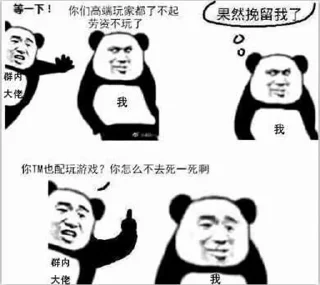 等一下！
你们高端玩家都了不起
劳资不玩了
群内
大佬
我
果然挽留我了
我
你TM也配玩游戏？你怎么不去死一死啊
群内
大佬
我